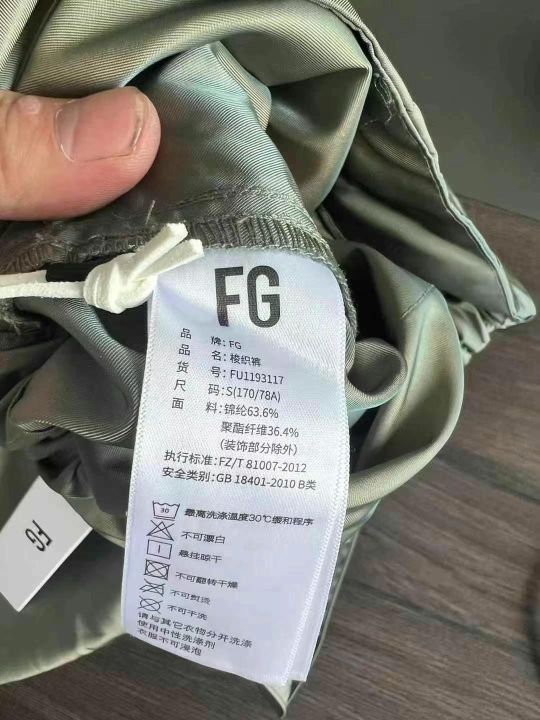 FG
品 牌: FG
品 名: 梭织裤
货 号: FU1193117
尺 码: S(170/78A)
面 料: 锦纶63.6%
聚酯纤维36.4%
(装饰部分除外)
执行标准: FZ/T 81007-2012
安全类别: GB 18401-2010 B类
30
最高洗涤温度30℃缓和程序
不可漂白
悬挂晾干
不可翻转干燥
不可熨烫
不可干洗
请与其它衣物分开洗涤
使用中性洗涤剂
衣服不可浸泡
FG